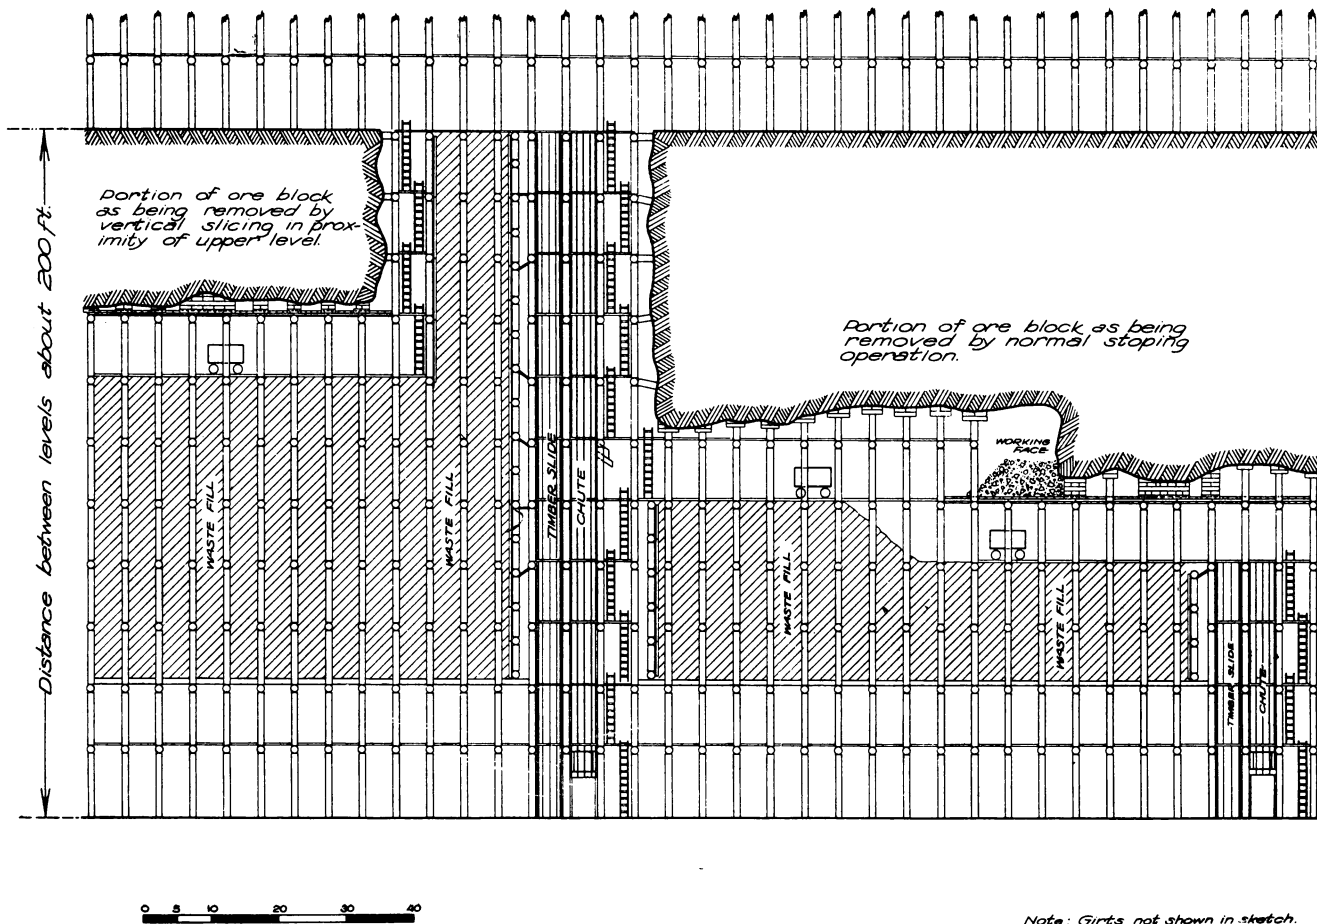 Portion of ore block
as being removed by
vertical slicing in prox-
imity of upper level.
Distance between levels about 200 ft.
Portion of ore block as being
removed by normal stoping
operation.
WORKING
FACE
WASTE FILL
WASTE FILL
TIMBER SLIDE
CHUTE
WASTE FILL
WASTE FILL
TIMBER SLIDE
CHUTE
0 5 10 20 30 40
Note: Girts not shown in sketch.